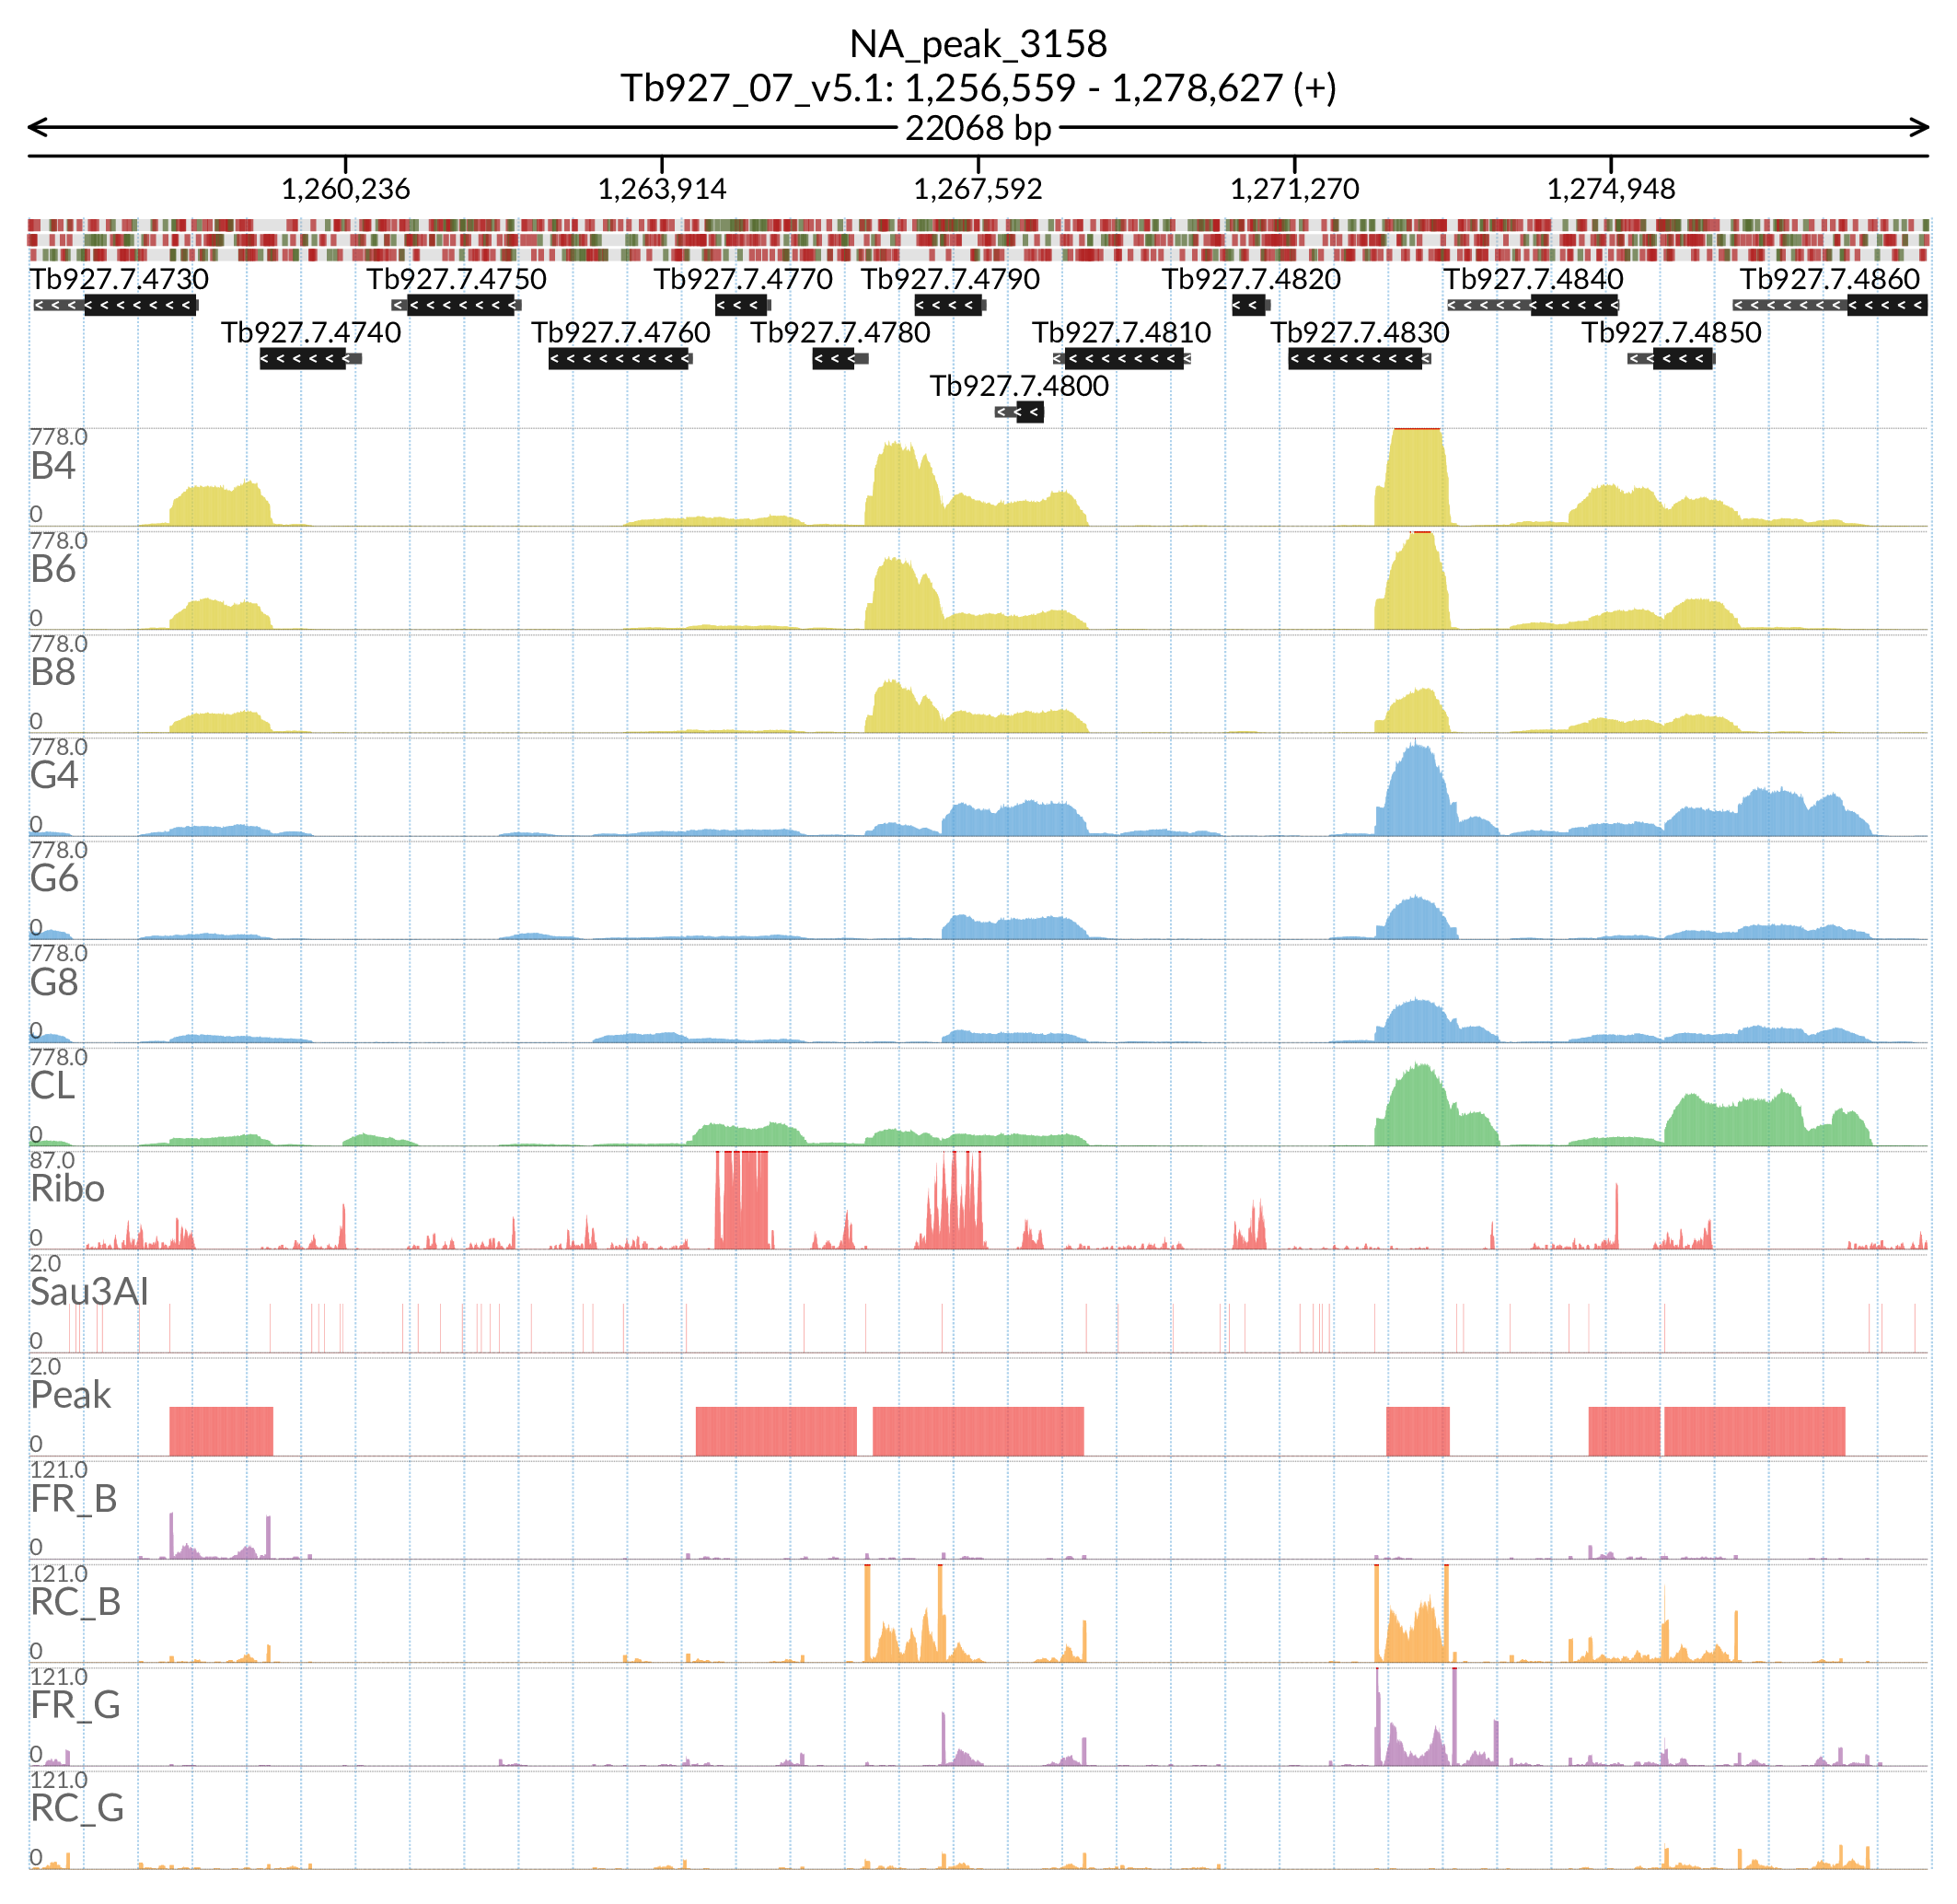 NA_peak_3158
Tb927_07_v5.1: 1,256,559 - 1,278,627 (+)
22068 bp
1,260,236 1,263,914 1,267,592 1,271,270 1,274,948
Tb927.7.4730 Tb927.7.4750 Tb927.7.4770 Tb927.7.4790 Tb927.7.4820 Tb927.7.4840 Tb927.7.4860
Tb927.7.4740 Tb927.7.4760 Tb927.7.4780 Tb927.7.4810 Tb927.7.4830 Tb927.7.4850
Tb927.7.4800
778.0
B4
0
778.0
B6
0
778.0
B8
0
778.0
G4
0
778.0
G6
0
778.0
G8
0
778.0
CL
0
87.0
Ribo
0
2.0
Sau3AI
0
2.0
Peak
0
121.0
FR_B
0
121.0
RC_B
0
121.0
FR_G
0
121.0
RC_G
0